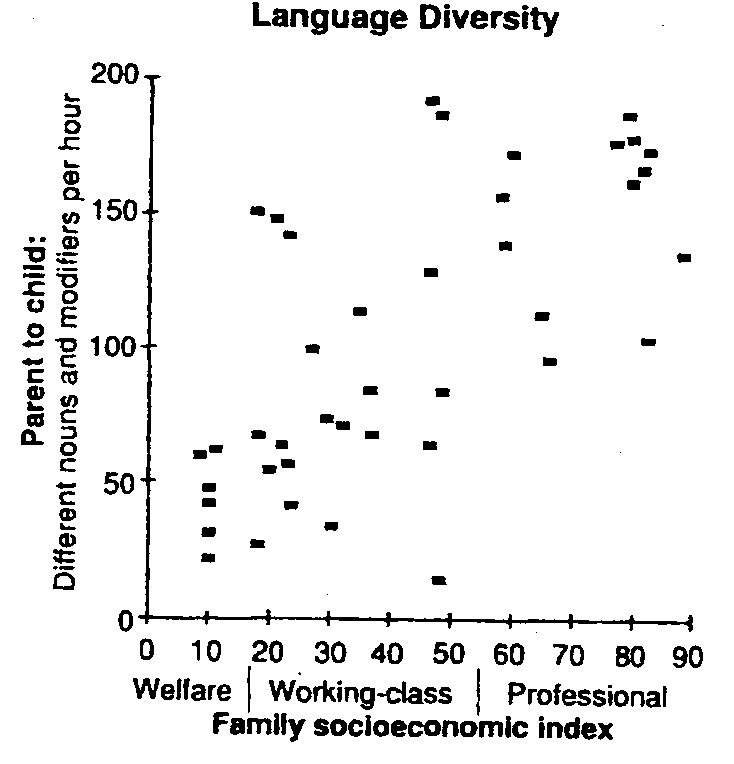 Language Diversity
Parent to child:
Different nouns and modifiers per hour
200
150
100
50
0
0 10 20 30 40 50 60 70 80 90
Welfare Working-class Professional
Family socioeconomic index